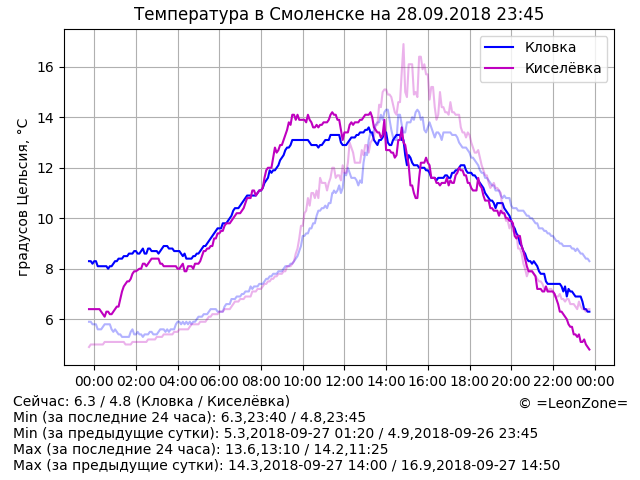 Температура в Смоленске на 28.09.2018 23:45
Кловка
Киселёвка
градусов Цельсия, °C
16
14
12
10
8
6
00:00 02:00 04:00 06:00 08:00 10:00 12:00 14:00 16:00 18:00 20:00 22:00 00:00
Сейчас: 6.3 / 4.8 (Кловка / Киселёвка)
© =LeonZone=
Min (за последние 24 часа): 6.3,23:40 / 4.8,23:45
Min (за предыдущие сутки): 5.3,2018-09-27 01:20 / 4.9,2018-09-26 23:45
Max (за последние 24 часа): 13.6,13:10 / 14.2,11:25
Max (за предыдущие сутки): 14.3,2018-09-27 14:00 / 16.9,2018-09-27 14:50